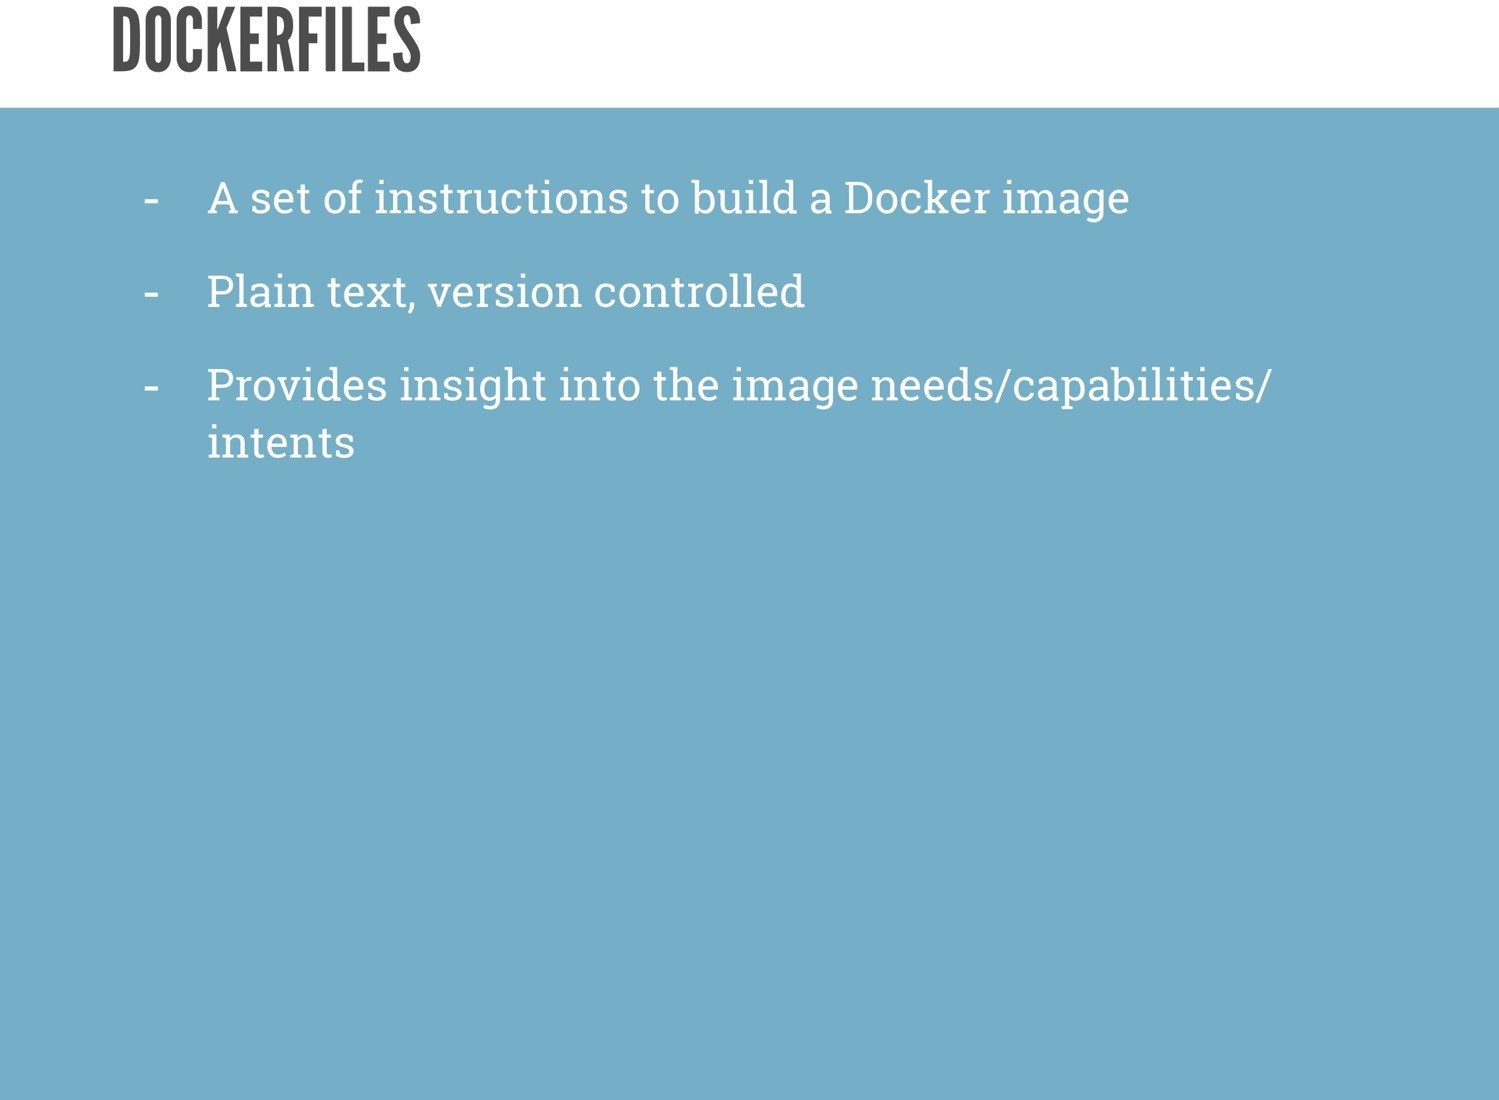 DOCKERFILES
- A set of instructions to build a Docker image
- Plain text, version controlled
- Provides insight into the image needs/capabilities/
intents